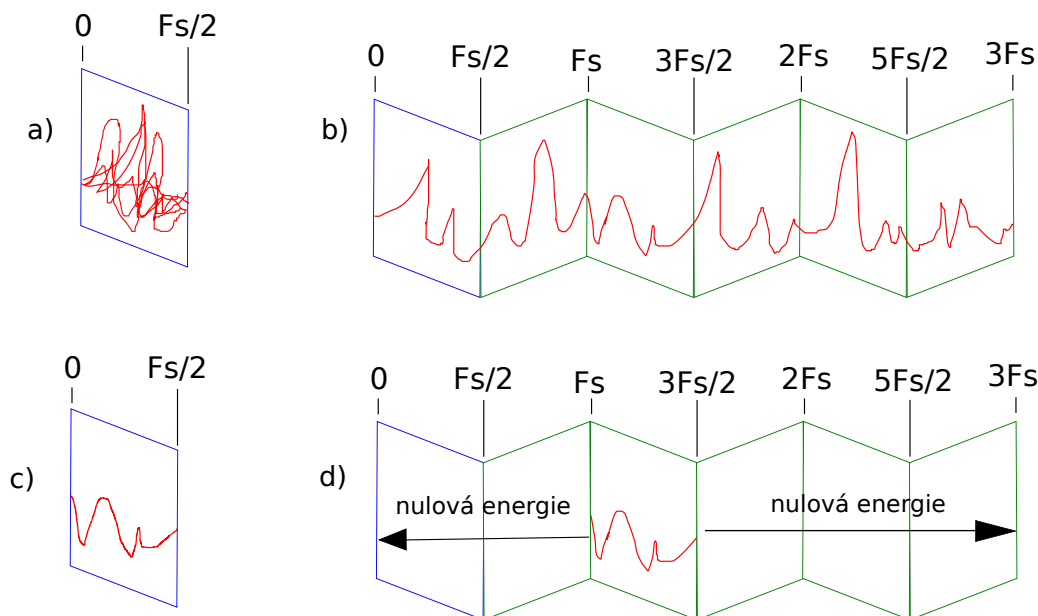 0 Fs/2
a)
0 Fs/2 Fs 3Fs/2 2Fs 5Fs/2 3Fs
b)
0 Fs/2
c)
0 Fs/2 Fs 3Fs/2 2Fs 5Fs/2 3Fs
d)
nulová energie
nulová energie